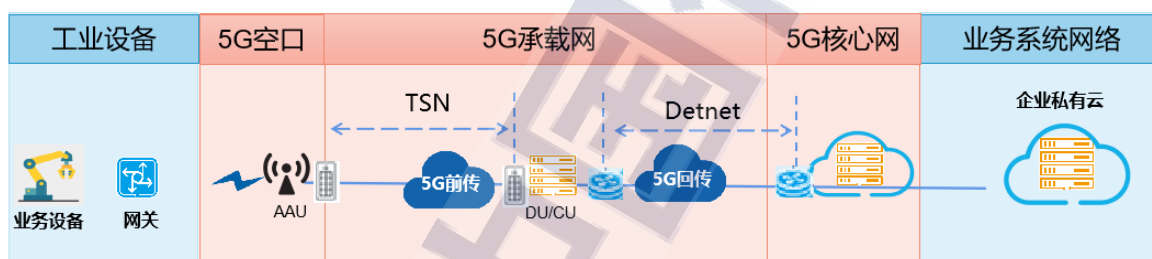 工业设备
5G空口
5G承载网
5G核心网
业务系统网络
TSN
Detnet
企业私有云
5G前传
5G回传
业务设备
网关
AAU
DU/CU